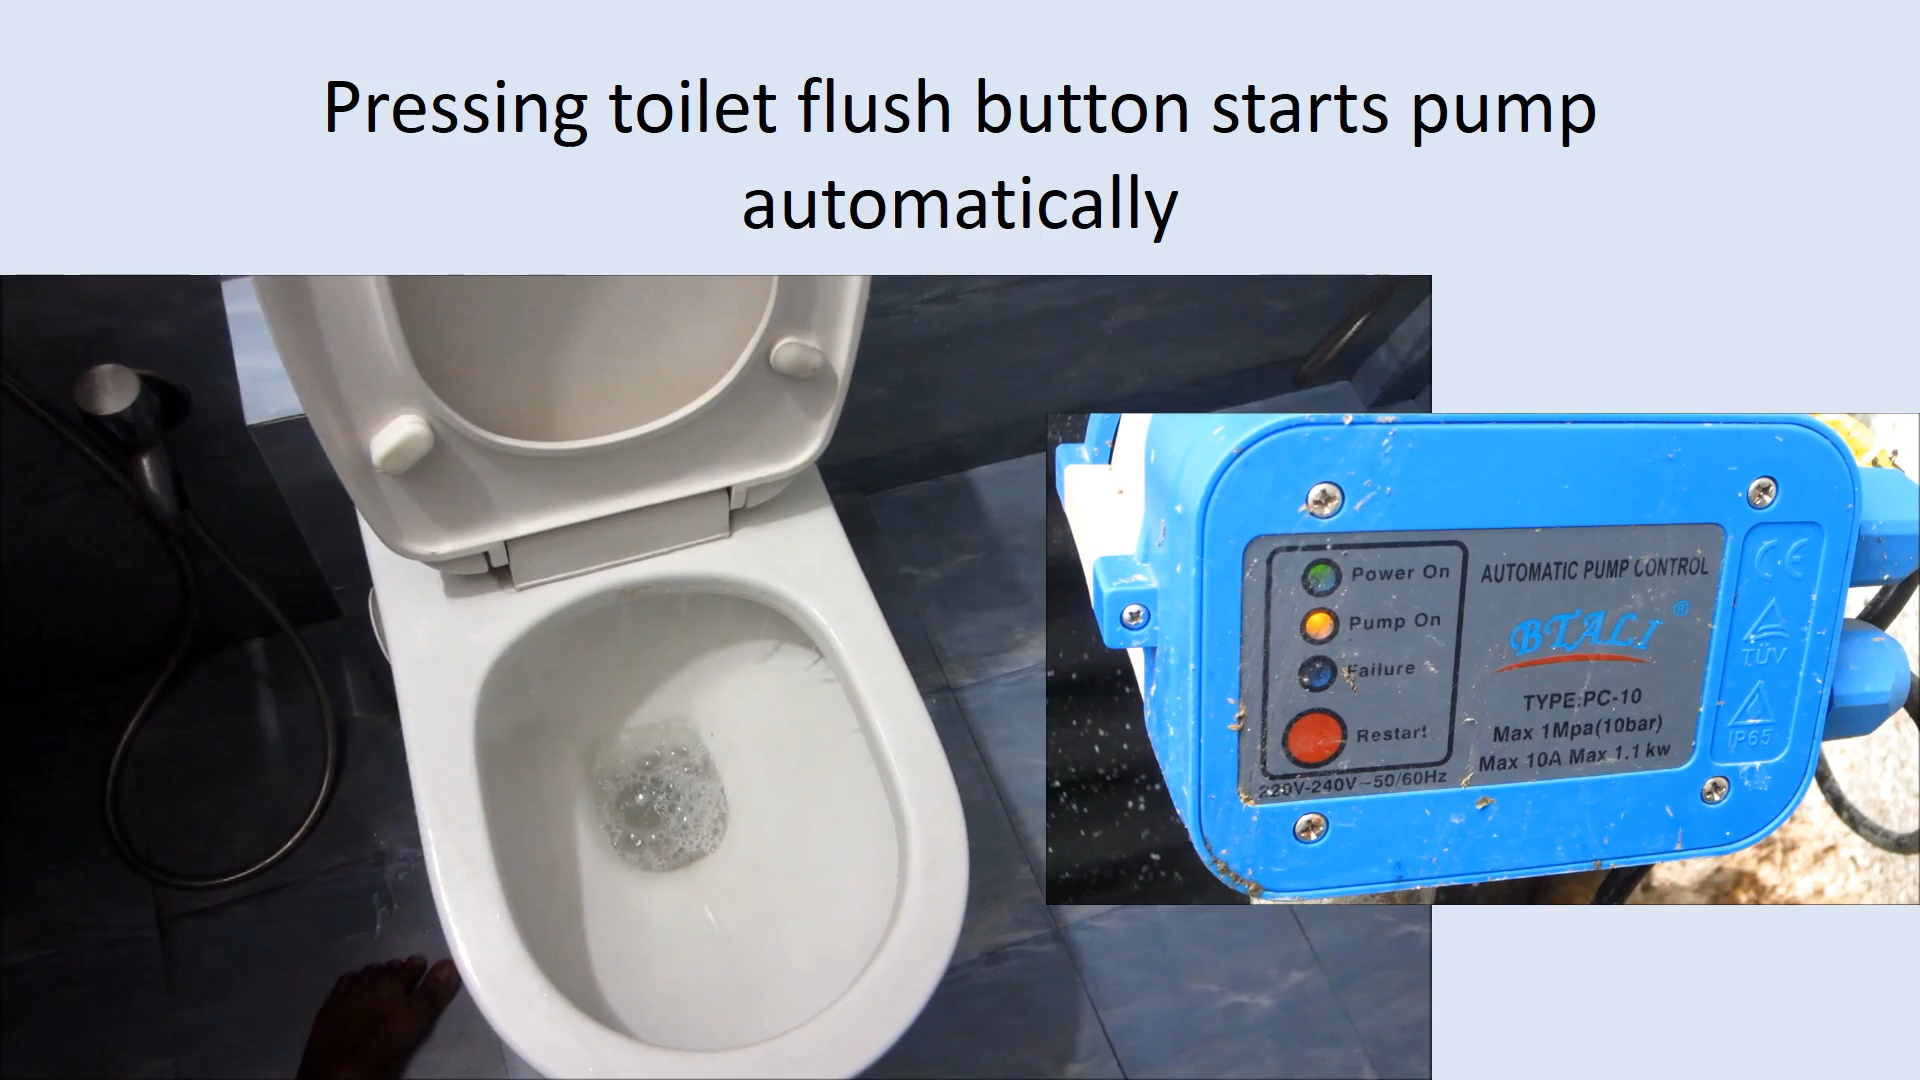 Pressing toilet flush button starts pump
automatically
Power On
Pump On
Failure
Restart
220V-240V~50/60Hz
AUTOMATIC PUMP CONTROL
BTALI ®
TYPE:PC-10
Max 1Mpa(10bar)
Max 10A Max 1.1 kw
CE
TÜV
IP65